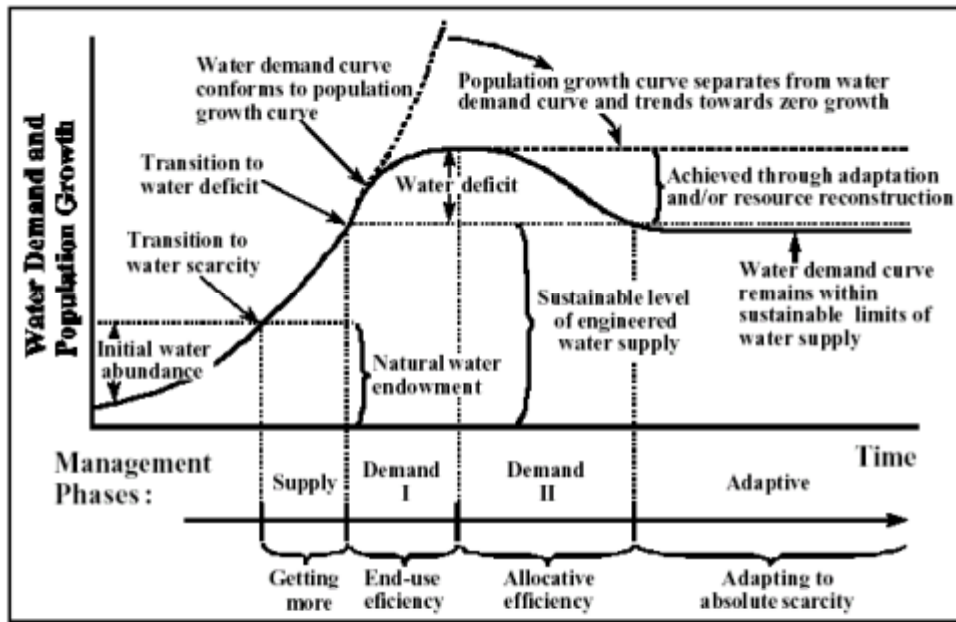 Water Demand and
Population Growth
Water demand curve
conforms to population
growth curve
Population growth curve separates from water
demand curve and trends towards zero growth
Transition to
water deficit
Water deficit
Achieved through adaptation
and/or resource reconstruction
Transition to
water scarcity
Initial water
abundance
Natural water
endowment
Sustainable level
of engineered
water supply
Water demand curve
remains within
sustainable limits of
water supply
Time
Management
Phases:
Supply
Demand
I
Demand
II
Adaptive
Getting
more
End-use
eficiency
Allocative
efficiency
Adapting to
absolute scarcity